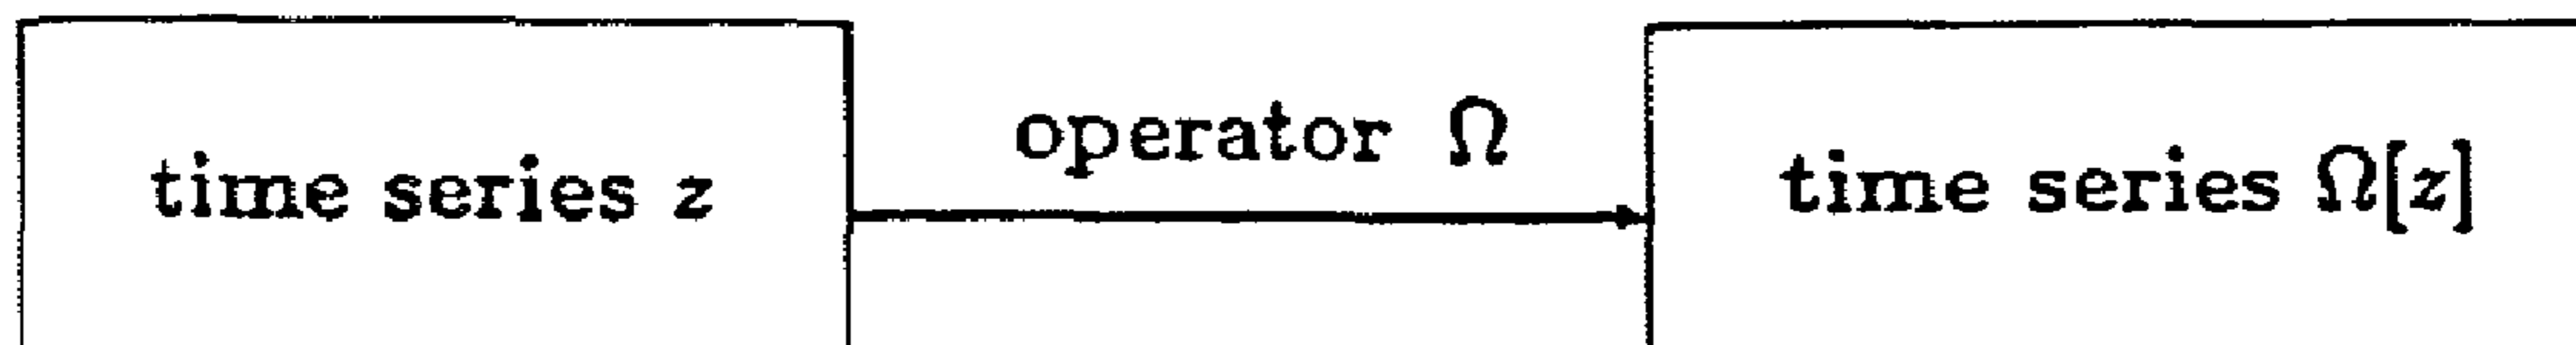 time series z
operator Ω
time series Ω[z]